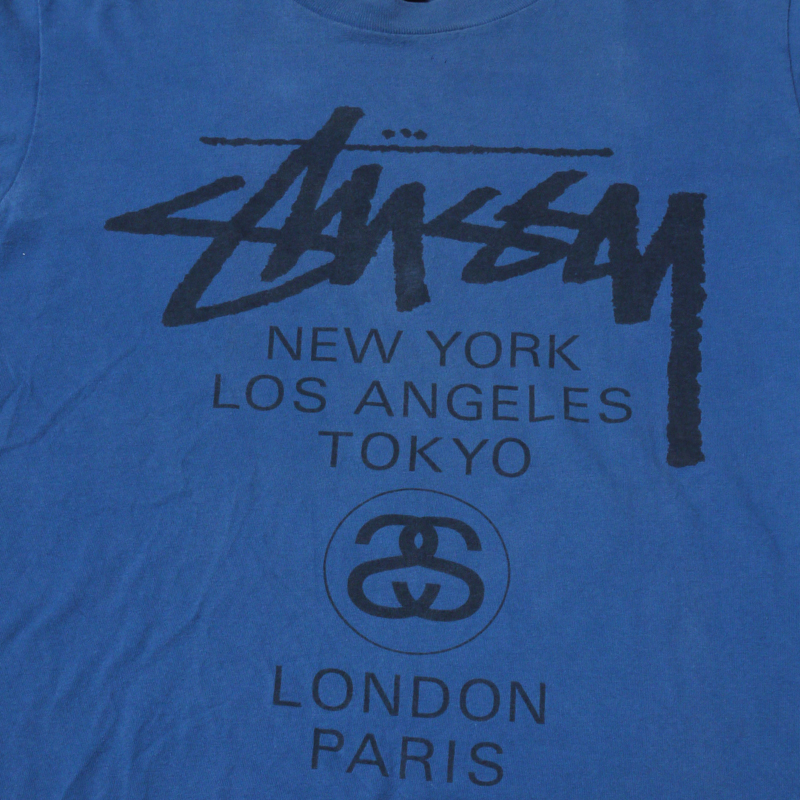 Stüssy
NEW YORK
LOS ANGELES
TOKYO
SS
LONDON
PARIS